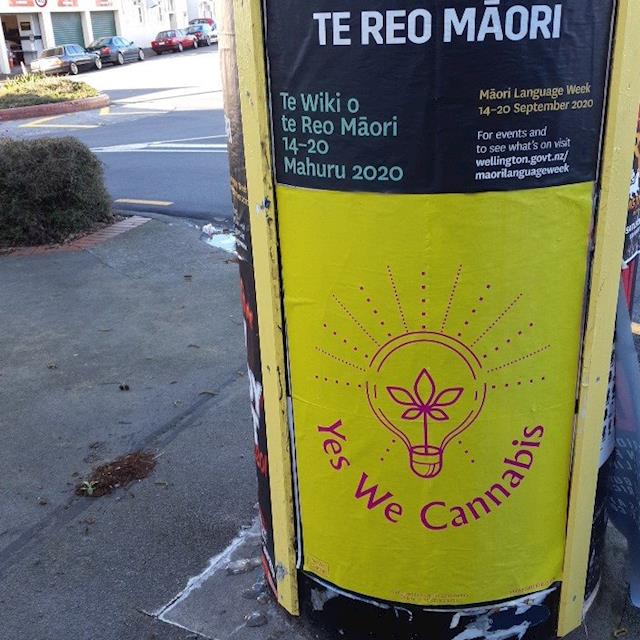 TE REO MĀORI
Te Wiki o
te Reo Māori
14–20
Mahuru 2020
Māori Language Week
14–20 September 2020
For events and
to see what's on visit
wellington.govt.nz/
maorilanguageweek
Yes We Cannabis